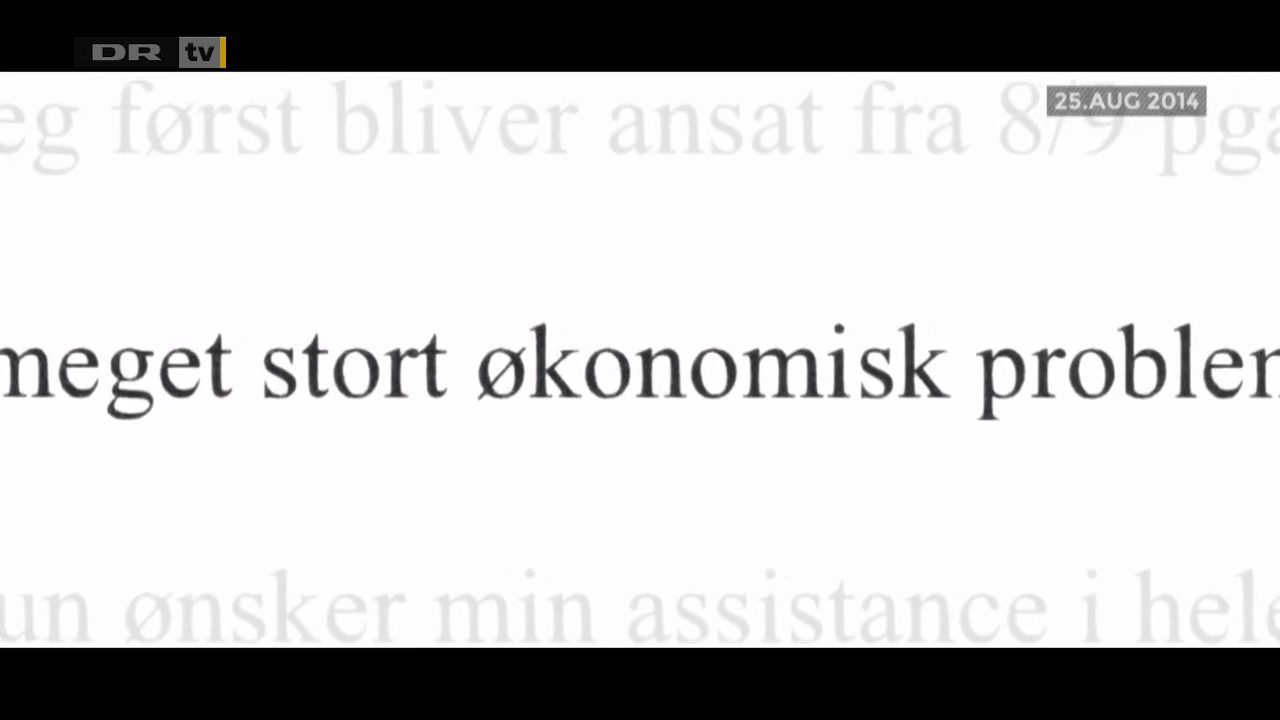 DR tv
25.AUG 2014
eg først bliver ansat fra 8/9 pga
meget stort økonomisk problem
un ønsker min assistance i hele